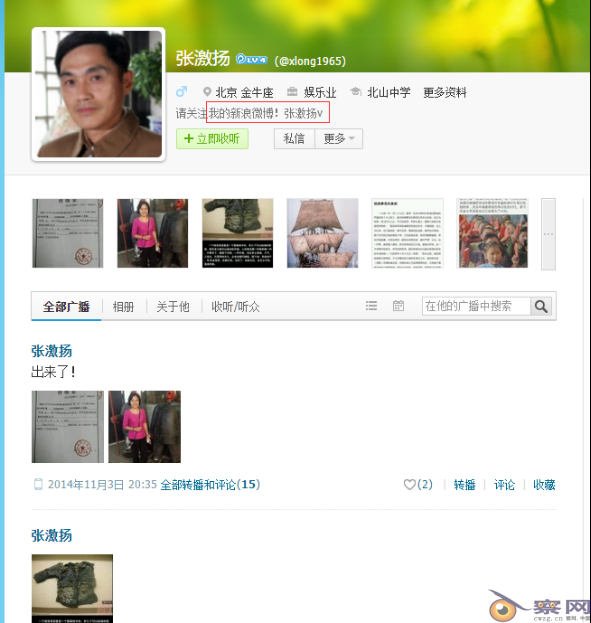 张激扬 LV4 (@xlong1965)
北京 金牛座 娱乐业 北山中学 更多资料
请关注我的新浪微博！张激扬v
+ 立即收听 私信 更多
全部广播 相册 关于他 收听/听众 在他的广播中搜索
张激扬
出来了！
2014年11月3日 20:35 全部转播和评论(15) (2) 转播 评论 收藏
张激扬
察网
cwzg.cn 察网.中国